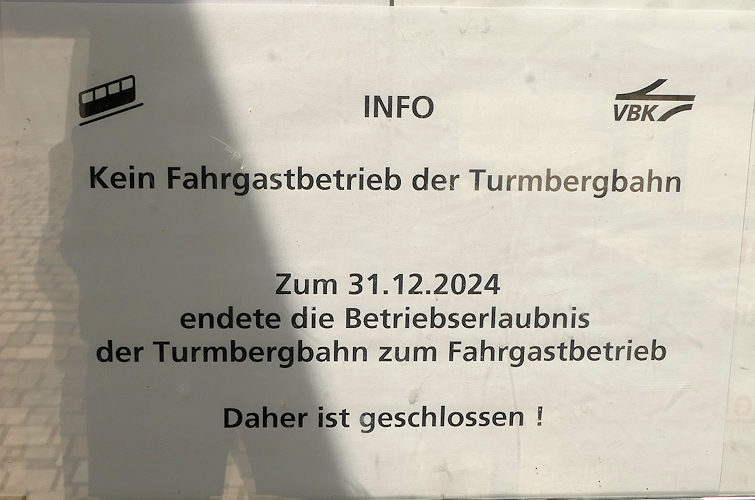 INFO
VBK
Kein Fahrgastbetrieb der Turmbergbahn
Zum 31.12.2024
endete die Betriebserlaubnis
der Turmbergbahn zum Fahrgastbetrieb
Daher ist geschlossen !